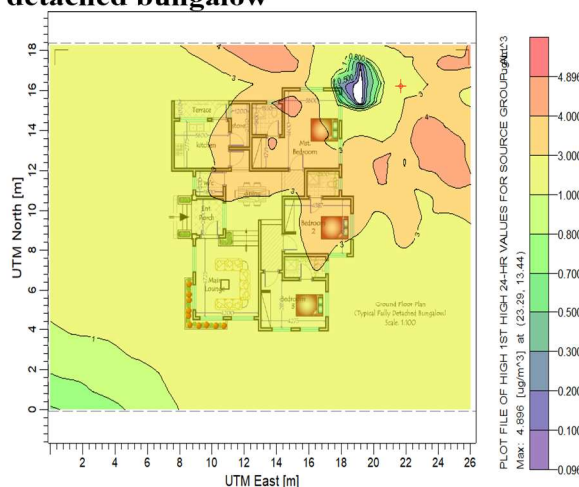 detached bungalow
UTM North [m]
18
16
14
12
10
8
6
4
2
0
2 4 6 8 10 12 14 16 18 20 22 24 26
UTM East [m]
Terrace
Kitchen
Mst.
Bedroom
Ent
Porch
Bedroom
2
Main
Lounge
Ground Floor Plan
(Typical Fully Detached Bungalow)
Scale: 1:100
PLOT FILE OF HIGH 1ST HIGH 24-HR VALUES FOR SOURCE GROUP:
Max: 4.896 [ug/m^3] at (23.29, 13.44)
4.896
4.000
3.000
1.000
0.800
0.700
0.500
0.300
0.200
0.100
0.096